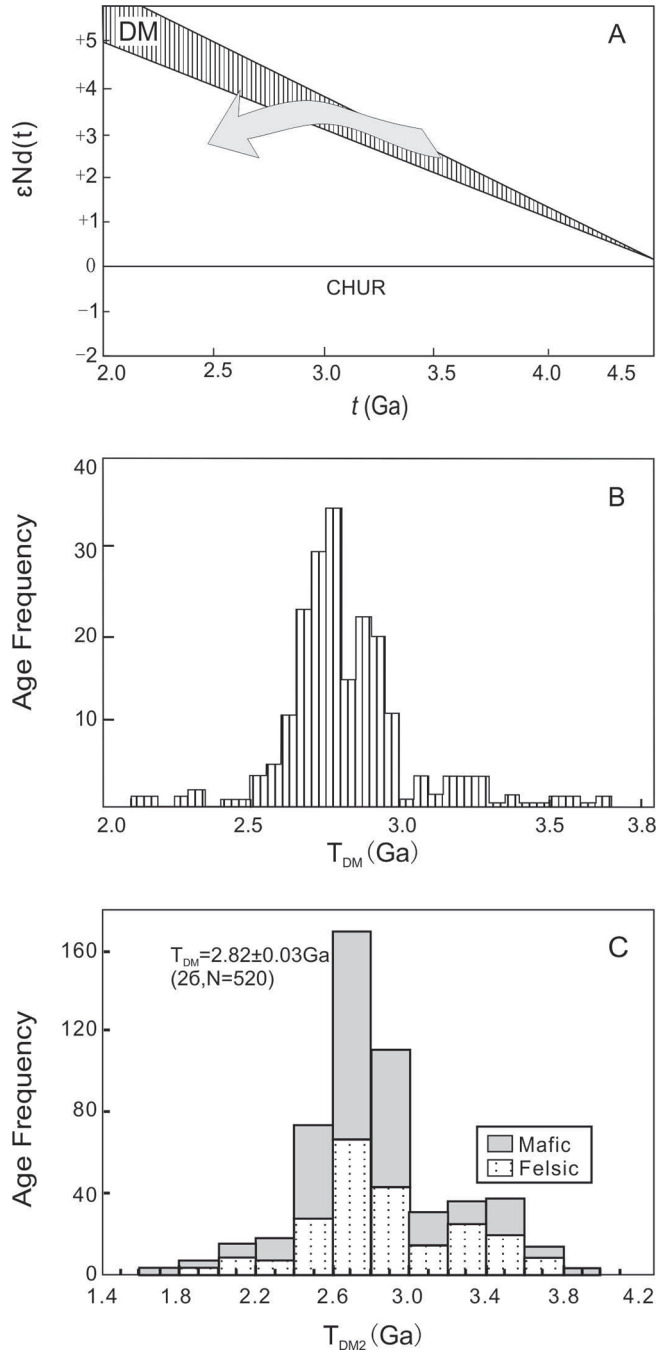 A
DM
+5
+4
+3
+2
+1
0
−1
−2
εNd(t)
CHUR
2.0 2.5 3.0 3.5 4.0 4.5
t (Ga)
B
40
30
20
10
Age Frequency
2.0 2.5 3.0 3.5 3.8
TDM(Ga)
C
160
120
80
40
0
Age Frequency
TDM=2.82±0.03Ga
(2б,N=520)
Mafic
Felsic
1.4 1.8 2.2 2.6 3.0 3.4 3.8 4.2
TDM2(Ga)